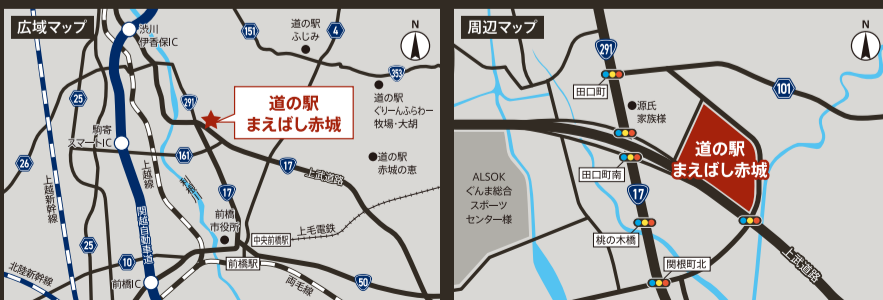 広域マップ
渋川
伊香保IC
151
道の駅
ふじみ
4
N
353
道の駅
ぐりーんふらわー
牧場・大胡
25
291
道の駅
まえばし赤城
駒寄
スマートIC
161
道の駅
赤城の恵
26
上越線
利根川
17
上武道路
17
上越新幹線
関越自動車道
前橋
市役所
中央前橋駅
上毛電鉄
25
10
前橋駅
北陸新幹線
前橋IC
両毛線
50
周辺マップ
N
291
田口町
101
源氏
家族様
道の駅
まえばし赤城
田口町南
ALSOK
ぐんま総合
スポーツ
センター様
17
桃の木橋
関根町北
上武道路